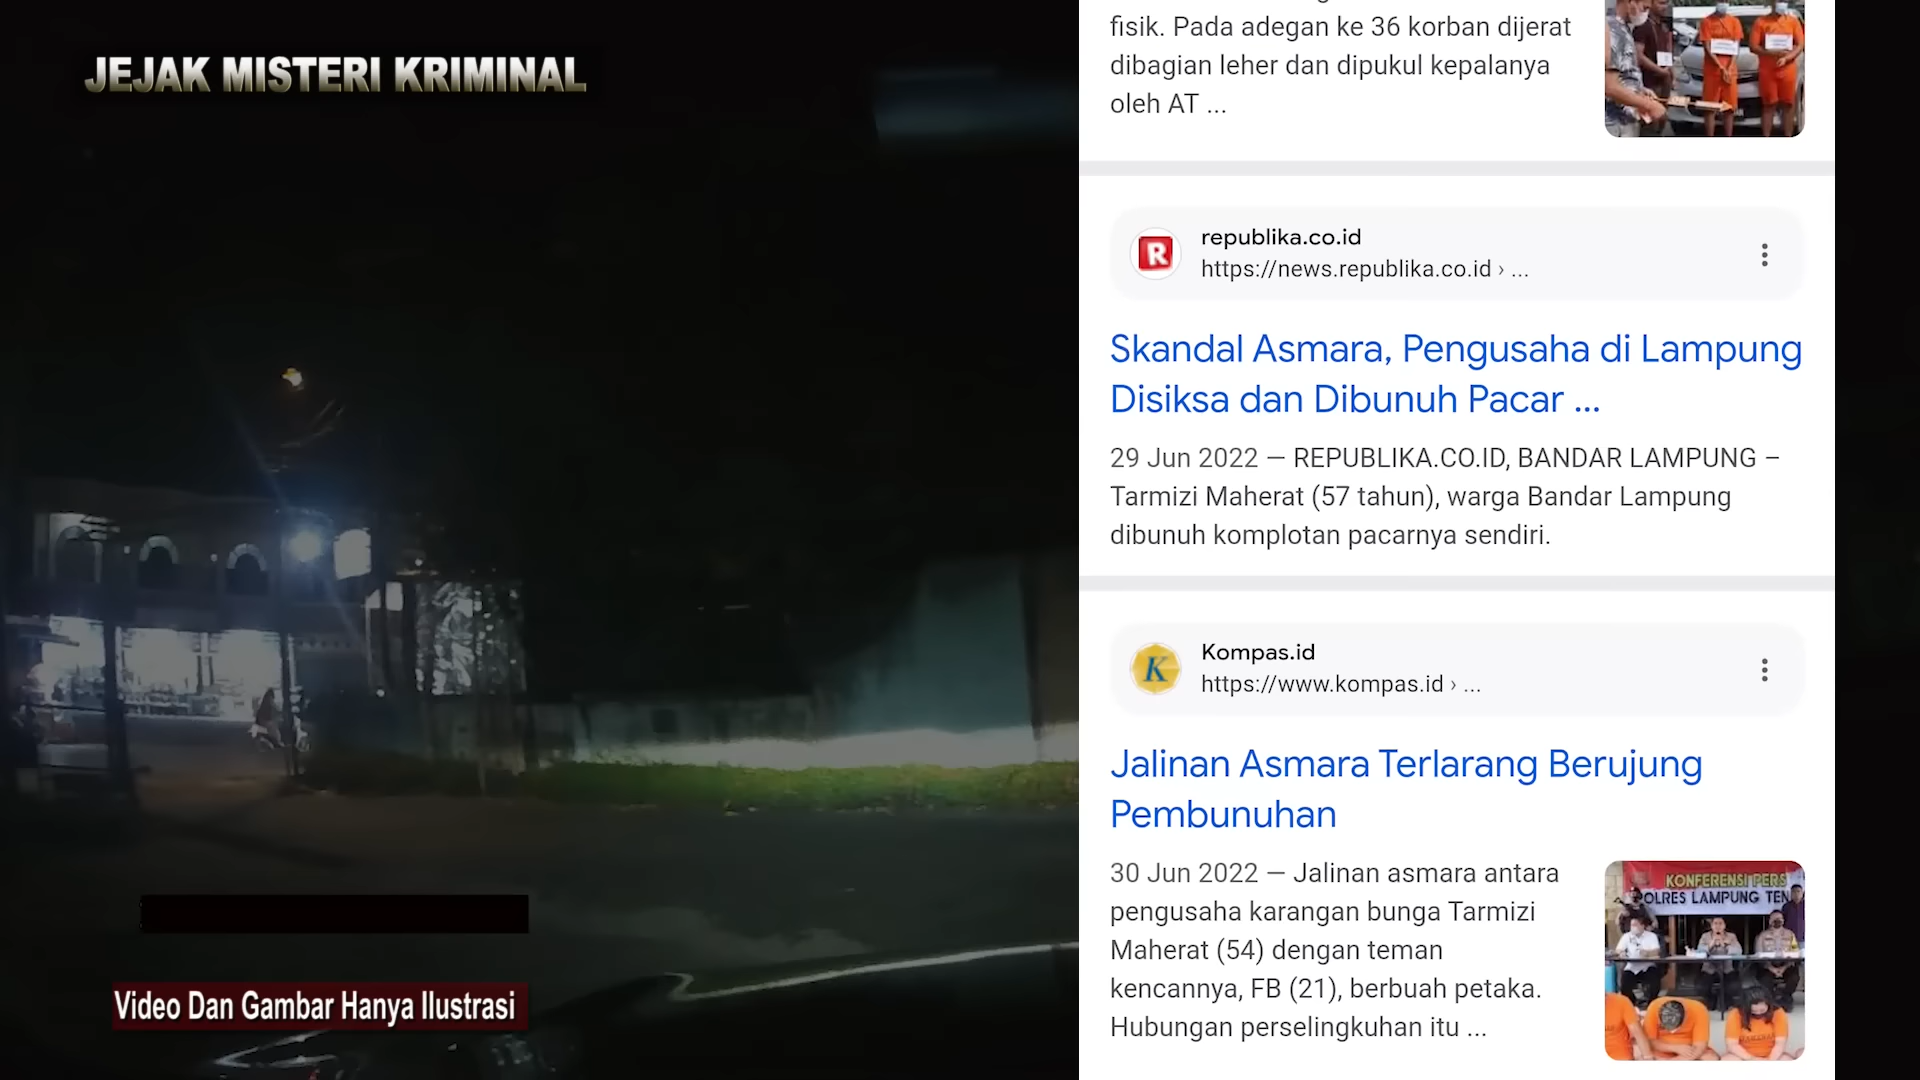 JEJAK MISTERI KRIMINAL
fisik. Pada adegan ke 36 korban dijerat
dibagian leher dan dipukul kepalanya
oleh AT ...
republika.co.id
https://news.republika.co.id › ...
Skandal Asmara, Pengusaha di Lampung
Disiksa dan Dibunuh Pacar ...
29 Jun 2022 — REPUBLIKA.CO.ID, BANDAR LAMPUNG –
Tarmizi Maherat (57 tahun), warga Bandar Lampung
dibunuh komplotan pacarnya sendiri.
Kompas.id
https://www.kompas.id › ...
Jalinan Asmara Terlarang Berujung
Pembunuhan
30 Jun 2022 — Jalinan asmara antara
pengusaha karangan bunga Tarmizi
Maherat (54) dengan teman
kencannya, FB (21), berbuah petaka.
Hubungan perselingkuhan itu ...
KONFERENSI PERS
OLRES LAMPUNG TEN
Video Dan Gambar Hanya Ilustrasi